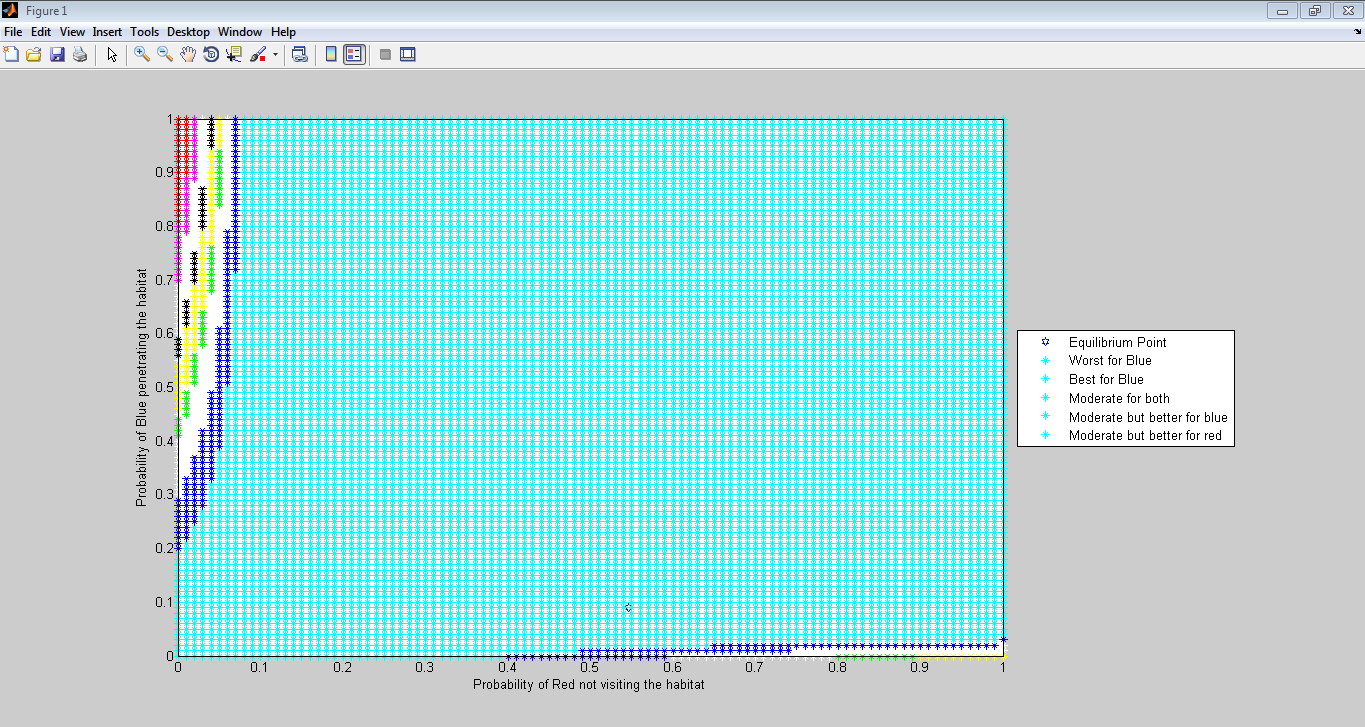 Figure 1
File Edit View Insert Tools Desktop Window Help
1
0.9
0.8
0.7
0.6
0.5
0.4
0.3
0.2
0.1
0
Probability of Blue penetrating the habitat
0 0.1 0.2 0.3 0.4 0.5 0.6 0.7 0.8 0.9 1
Probability of Red not visiting the habitat
Equilibrium Point
Worst for Blue
Best for Blue
Moderate for both
Moderate but better for blue
Moderate but better for red